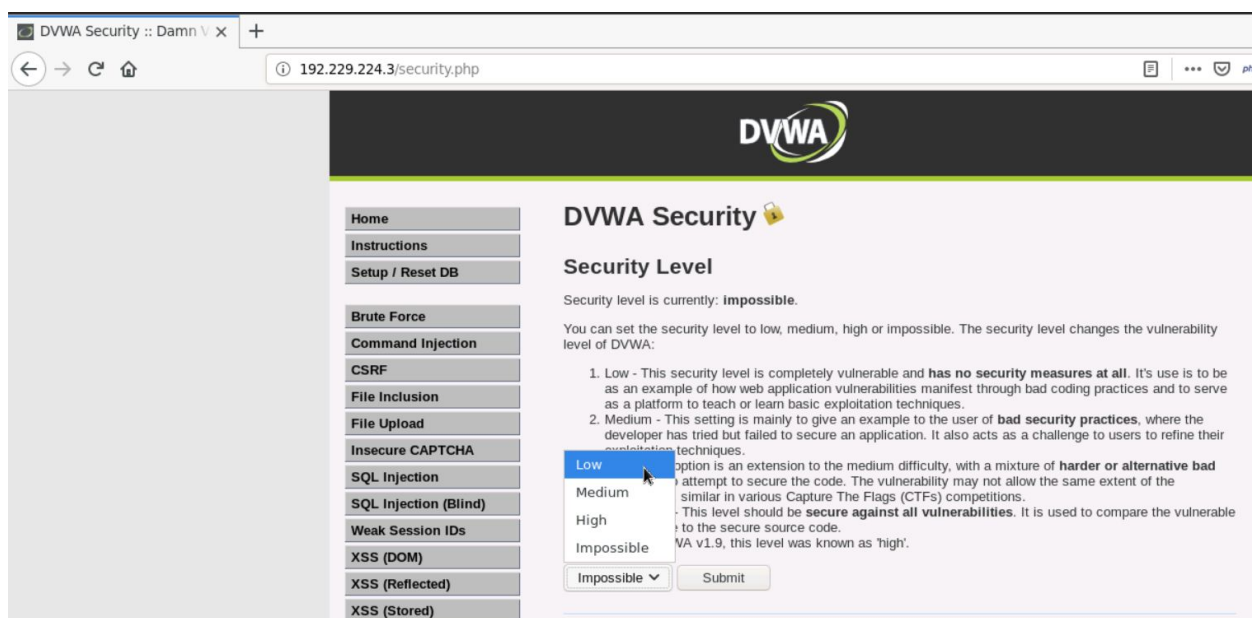 DVWA Security :: Damn V
192.229.224.3/security.php
DVWA
Home
Instructions
Setup / Reset DB
Brute Force
Command Injection
CSRF
File Inclusion
File Upload
Insecure CAPTCHA
SQL Injection
SQL Injection (Blind)
Weak Session IDs
XSS (DOM)
XSS (Reflected)
XSS (Stored)
DVWA Security
Security Level
Security level is currently: impossible.
You can set the security level to low, medium, high or impossible. The security level changes the vulnerability
level of DVWA:
1. Low - This security level is completely vulnerable and has no security measures at all. It's use is to be
as an example of how web application vulnerabilities manifest through bad coding practices and to serve
as a platform to teach or learn basic exploitation techniques.
2. Medium - This setting is mainly to give an example to the user of bad security practices, where the
developer has tried but failed to secure an application. It also acts as a challenge to users to refine their
exploitation techniques.
option is an extension to the medium difficulty, with a mixture of harder or alternative bad
attempt to secure the code. The vulnerability may not allow the same extent of the
similar in various Capture The Flags (CTFs) competitions.
- This level should be secure against all vulnerabilities. It is used to compare the vulnerable
to the secure source code.
v1.9, this level was known as 'high'.
Low
Medium
High
Impossible
Impossible
Submit